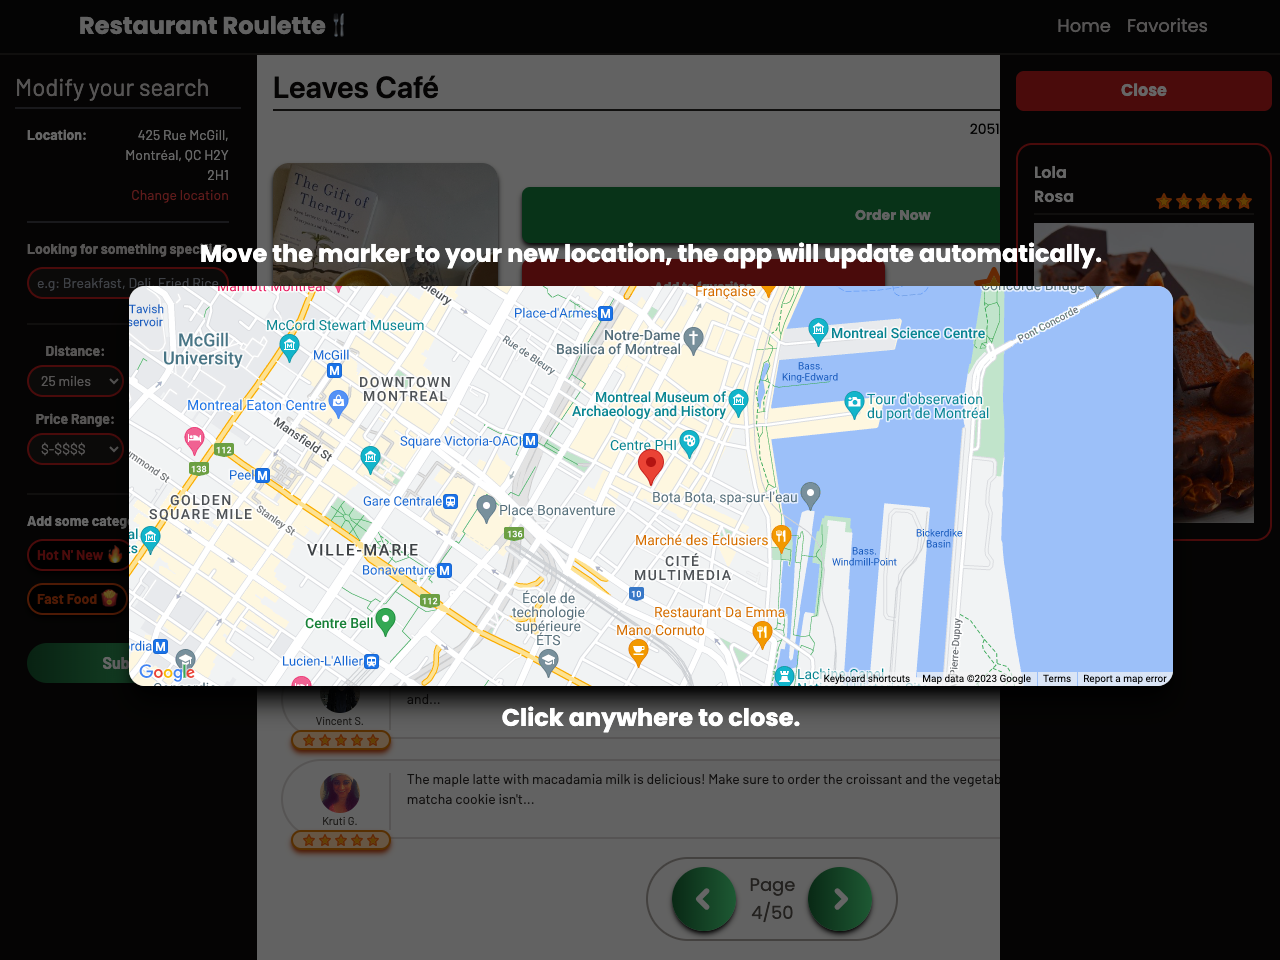 Restaurant Roulette
Home
Favorites
Modify your search
Location:
425 Rue McGill,
Montréal, QC H2Y
2H1
Change location
Looking for something
e.g: Breakfast, Deli, Fried Rice
Distance:
25 miles
Price Range:
$-$$$$
Add some
Hot N' New
Fast Food
Leaves Café
2051
The Gift of
Therapy
Order Now
Add to favorites
Close
Lola
Rosa
Move the marker to your new location, the app will update automatically.
Marriott Montreal
Tavish
servoir
McGill
University
McCord Stewart Museum
McGill
DOWNTOWN
MONTREAL
Montreal Eaton Centre
Mansfield St
112
138
Peel
GOLDEN
SQUARE MILE
Stanley St
VILLE-MARIE
Bonaventure
112
Centre Bell
Lucien-L'Allier
Google
de Bleury
Place-d'Armes
Rue de Bleury
Notre-Dame
Basilica of Montreal
Française
Square Victoria-OACI
Gare Centrale
Place Bonaventure
136
Montreal Museum of
Archaeology and History
Centre PHI
Bota Bota, spa-sur-l'eau
Marché des Éclusiers
CITÉ
MULTIMEDIA
10
École de
technologie
supérieure
ÉTS
Restaurant Da Emma
Mano Cornuto
Montreal Science Centre
Concorde Bridge
Pont Concorde
Bass.
King-Edward
Tour d'observation
du port de Montréal
Bickerdike
Basin
Bass.
Windmill-Point
Pierre-Dupuy
Keyboard shortcuts
Map data ©2023 Google
Terms
Report a map error
Click anywhere to close.
and...
Vincent S.
The maple latte with macadamia milk is delicious! Make sure to order the croissant and the
matcha cookie isn't...
Kruti G.
Page
4/50